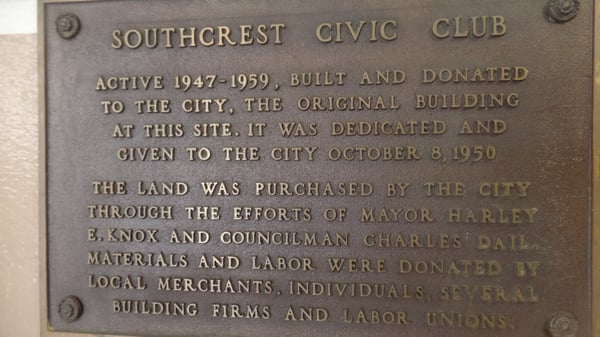 SOUTHCREST CIVIC CLUB
ACTIVE 1947-1959, BUILT AND DONATED
TO THE CITY, THE ORIGINAL BUILDING
AT THIS SITE. IT WAS DEDICATED AND
GIVEN TO THE CITY OCTOBER 8, 1950
THE LAND WAS PURCHASED BY THE CITY
THROUGH THE EFFORTS OF MAYOR HARLEY
E. KNOX AND COUNCILMAN CHARLES DAIL.
MATERIALS AND LABOR WERE DONATED BY
LOCAL MERCHANTS, INDIVIDUALS, SEVERAL
BUILDING FIRMS AND LABOR UNIONS.